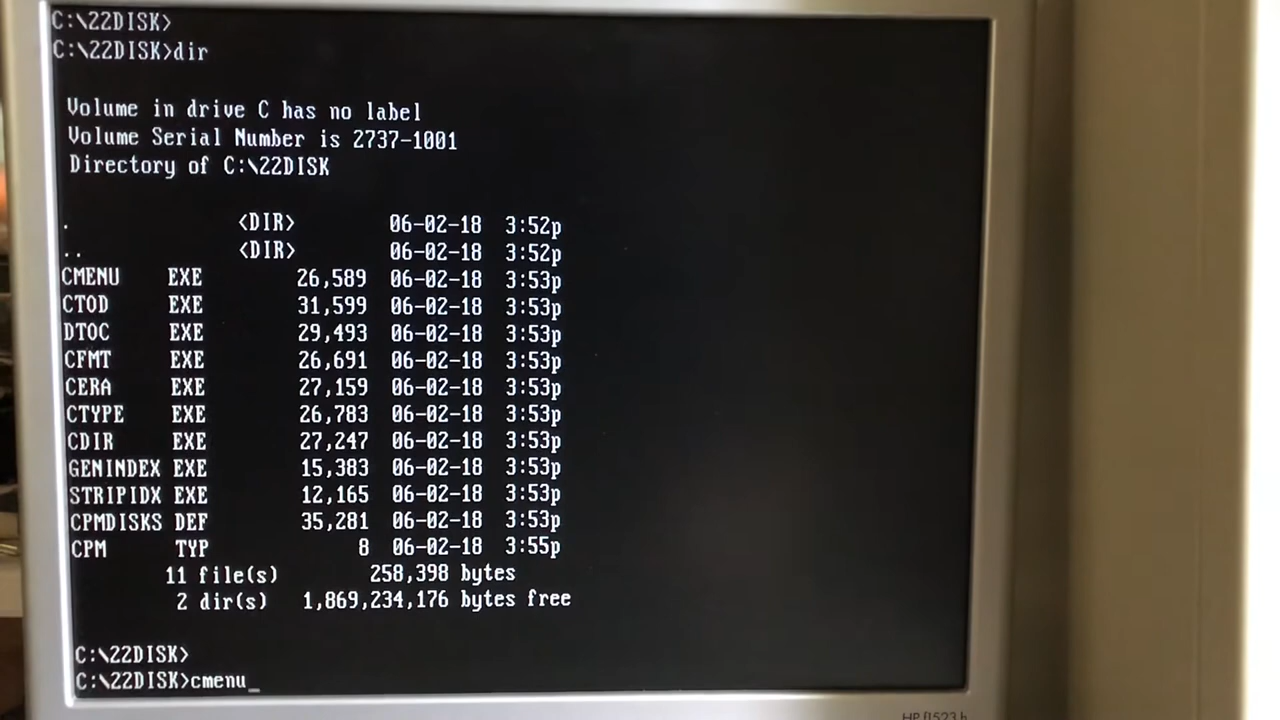 C:\22DISK>
C:\22DISK>dir
Volume in drive C has no label
Volume Serial Number is 2737-1001
Directory of C:\22DISK
. <DIR> 06-02-18 3:52p
.. <DIR> 06-02-18 3:52p
CMENU EXE 26,589 06-02-18 3:53p
CTOD EXE 31,599 06-02-18 3:53p
DTOC EXE 29,493 06-02-18 3:53p
CFMT EXE 26,691 06-02-18 3:53p
CERA EXE 27,159 06-02-18 3:53p
CTYPE EXE 26,783 06-02-18 3:53p
CDIR EXE 27,247 06-02-18 3:53p
GENINDEX EXE 15,383 06-02-18 3:53p
STRIPIDX EXE 12,165 06-02-18 3:53p
CPMDISKS DEF 35,281 06-02-18 3:53p
CPM TYP 8 06-02-18 3:55p
11 file(s) 258,398 bytes
2 dir(s) 1,869,234,176 bytes free
C:\22DISK>
C:\22DISK>cmenu_
HP